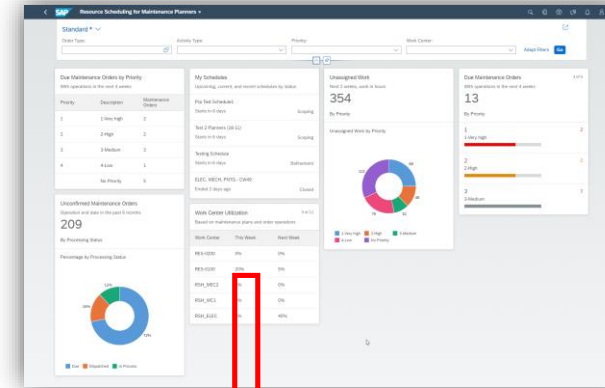 SAP Resource Scheduling for Maintenance Planners
Standard *
Order Type: Activity Type: Priority: Work Center:
Adapt Filters Go
Due Maintenance Orders by Priority
With operations in the next 4 weeks
Priority Description Maintenance Orders
1 1-Very high 2
2 2-High 2
3 3-Medium 3
4 4-Low 1
No Priority 5
Unconfirmed Maintenance Orders
Operation end date in the past 6 months
209
By Processing Status
Percentage by Processing Status
Due Dispatched In Process
My Schedules
Upcoming, current, and recent schedules by status
Starts in 6 days Scoping
Test 2 Planners
Starts in 6 days Scoping
Testing Schedule
Starts in 6 days Refinement
Ended 3 days ago Closed
Work Center Utilization
Based on maintenance plans and order operations
Work Center This Week Next Week
RES-0200 0% 0%
RES-0100 20% 0%
RSH_MEC2 0%
RSH_MC1 0%
RSH_ELEC 40%
Unassigned Work
Next 2 weeks, work in hours
354
By Priority
Unassigned Work by Priority
1-Very high 2-High 3-Medium
4-Low No Priority
Due Maintenance Orders
With operations in the next 4 weeks
13
By Priority
1 2
1-Very high
2 2
2-High
3 3
3-Medium